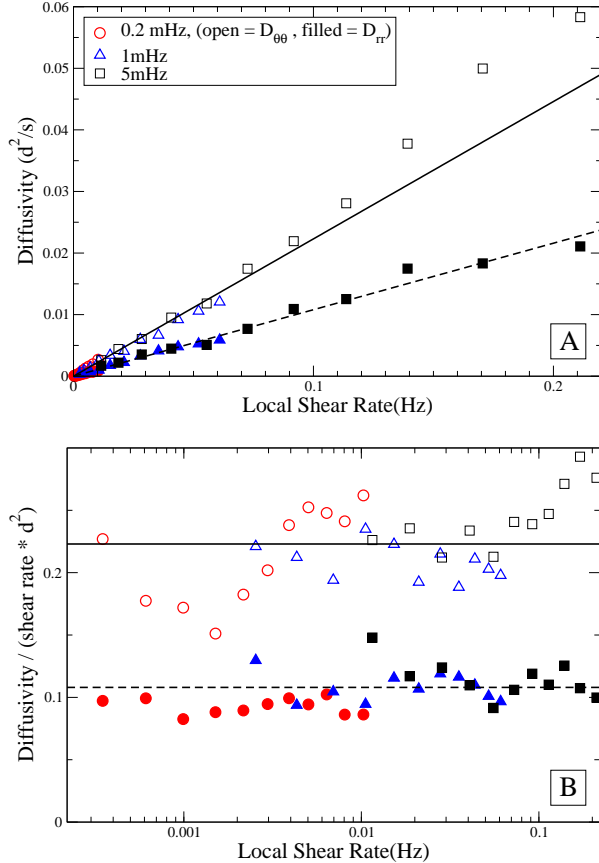 0.06
0.2 mHz, (open = D_θθ , filled = D_rr)
1mHz
5mHz
0.05
0.04
0.03
0.02
0.01
0
Diffusivity (d²/s)
A
0
0.1
0.2
Local Shear Rate(Hz)
B
0.2
0.1
0
Diffusivity / (shear rate * d²)
0.001
0.01
0.1
Local Shear Rate(Hz)